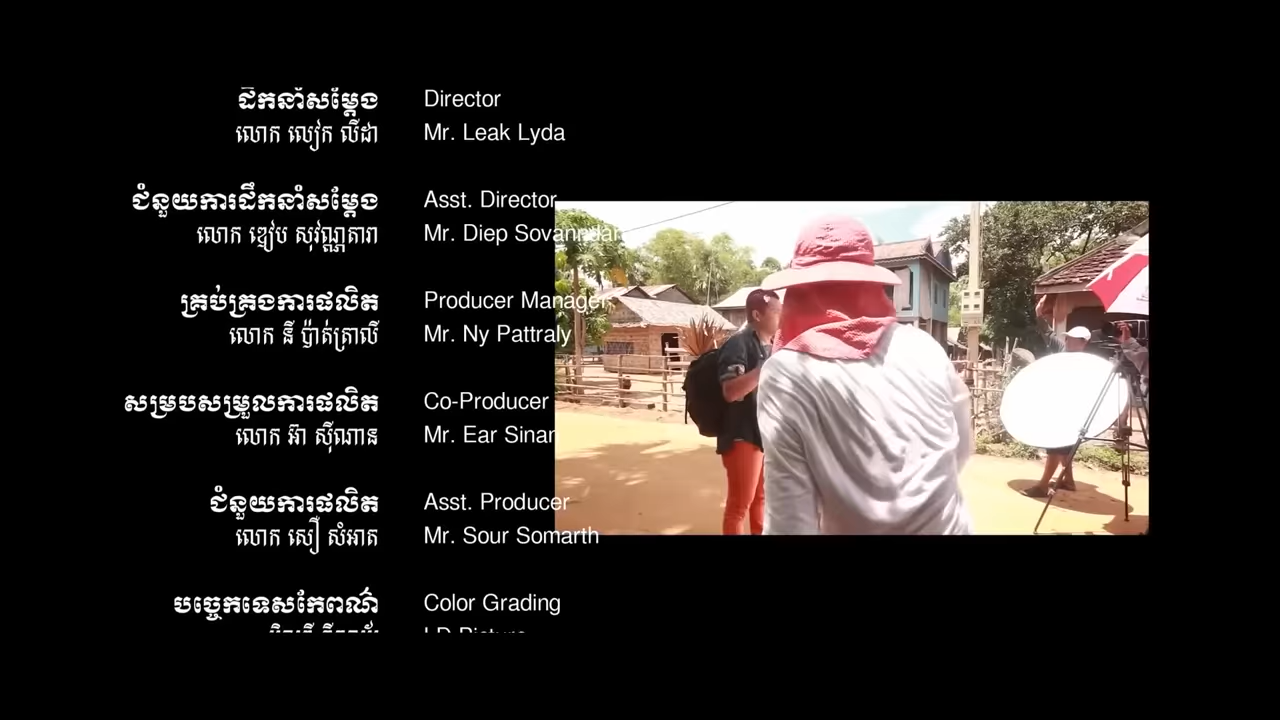 ដឹកនាំសម្ដែង Director
លោក លៀក លីដា Mr. Leak Lyda
ជំនួយការដឹកនាំសម្ដែង Asst. Director
លោក ឌៀប សុវណ្ណតារា Mr. Diep Sovanndara
គ្រប់គ្រងការផលិត Producer Manager
លោក នី ប៉ាត់ត្រាលី Mr. Ny Pattraly
សម្របសម្រួលការផលិត Co-Producer
លោក អ៊ា ស៊ីណាន Mr. Ear Sinan
ជំនួយការផលិត Asst. Producer
លោក សឿ សំអាត Mr. Sour Somarth
បច្ចេកទេសកែពណ៌ Color Grading